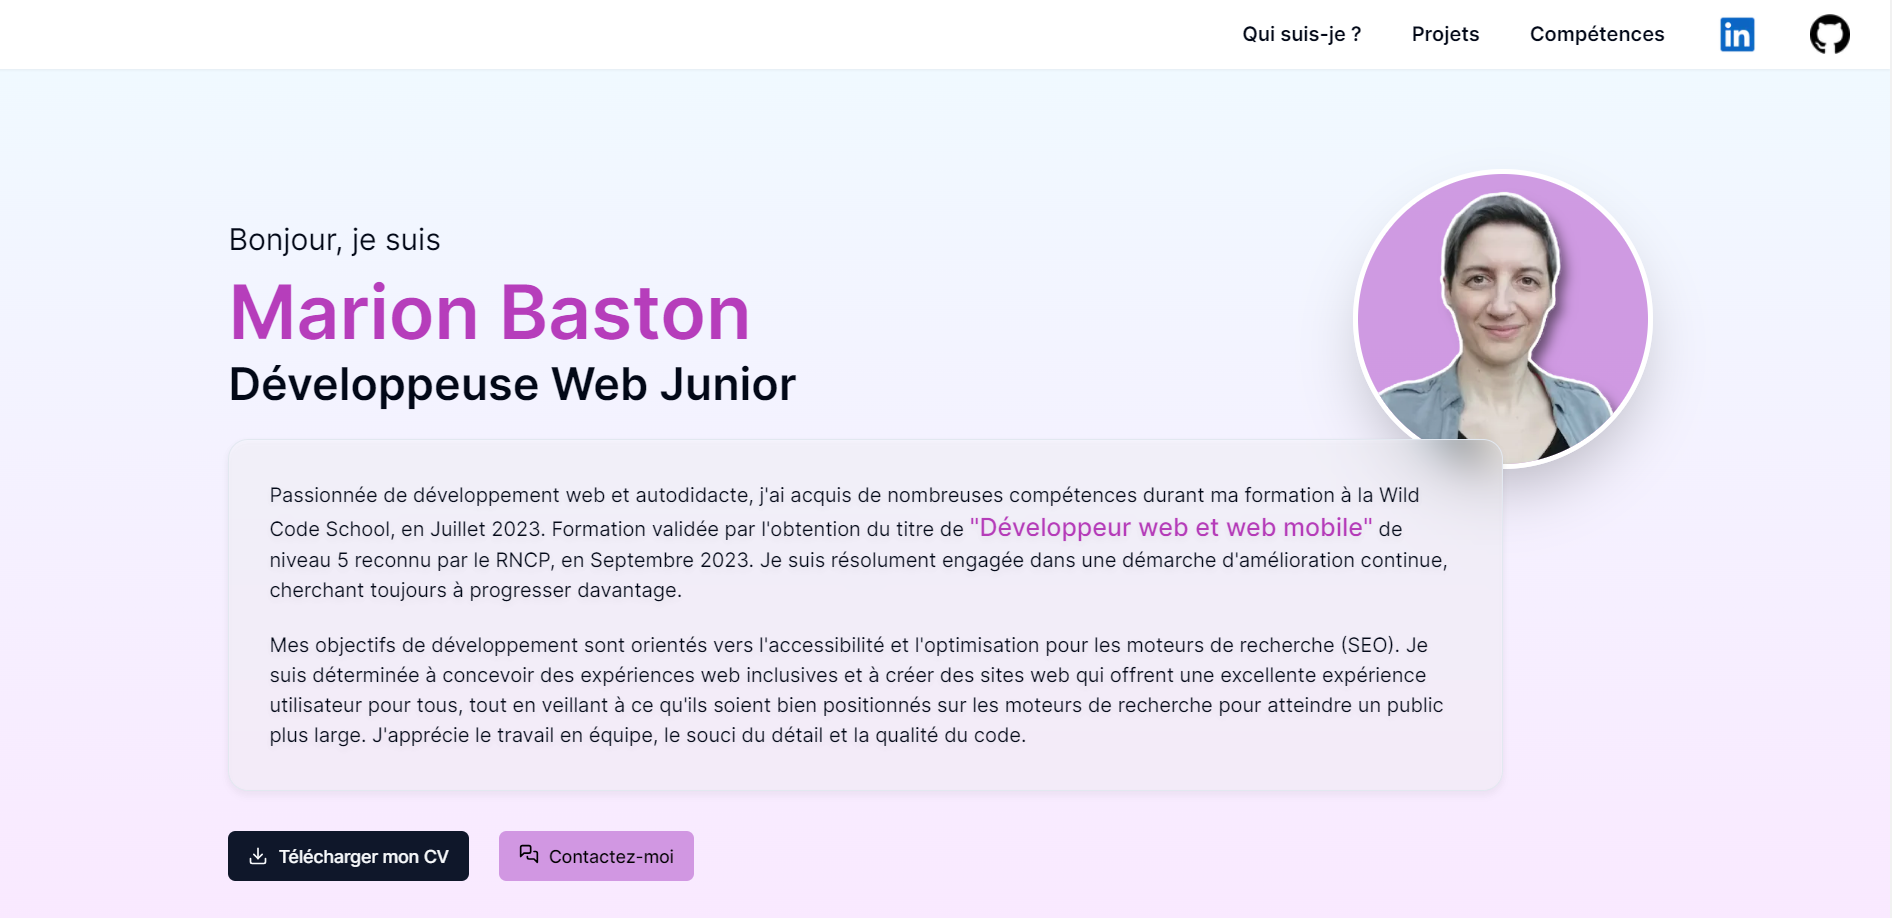 Qui suis-je ? Projets Compétences in
Bonjour, je suis
Marion Baston
Développeuse Web Junior
Passionnée de développement web et autodidacte, j'ai acquis de nombreuses compétences durant ma formation à la Wild
Code School, en Juillet 2023. Formation validée par l'obtention du titre de "Développeur web et web mobile" de
niveau 5 reconnu par le RNCP, en Septembre 2023. Je suis résolument engagée dans une démarche d'amélioration continue,
cherchant toujours à progresser davantage.
Mes objectifs de développement sont orientés vers l'accessibilité et l'optimisation pour les moteurs de recherche (SEO). Je
suis déterminée à concevoir des expériences web inclusives et à créer des sites web qui offrent une excellente expérience
utilisateur pour tous, tout en veillant à ce qu'ils soient bien positionnés sur les moteurs de recherche pour atteindre un public
plus large. J'apprécie le travail en équipe, le souci du détail et la qualité du code.
Télécharger mon CV Contactez-moi